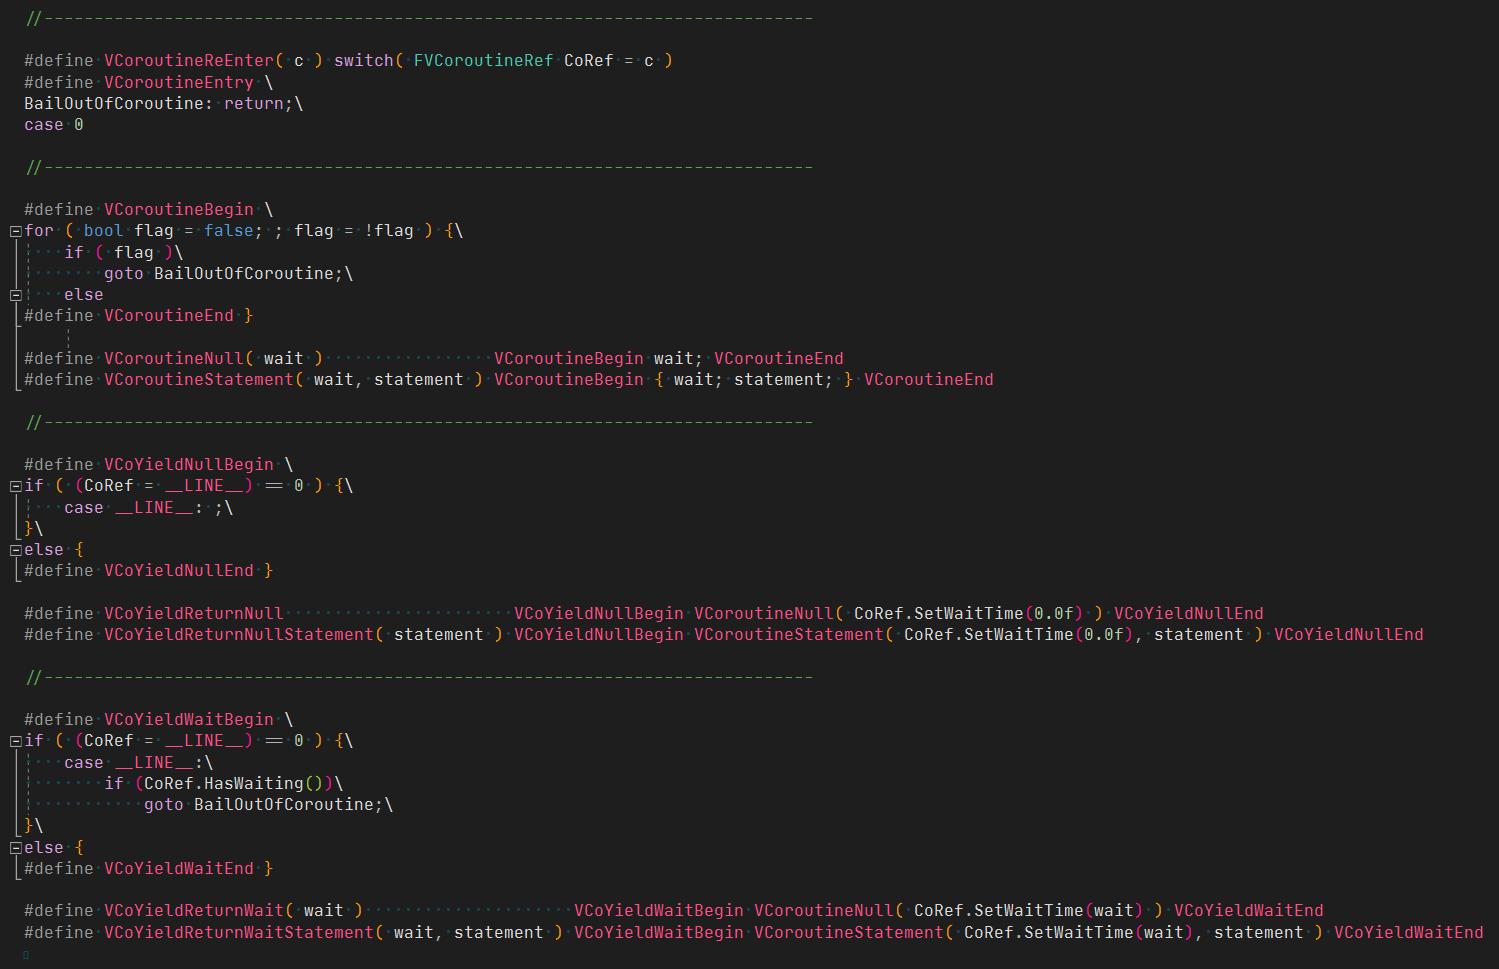 //-----------------------------------------------------------------------------
#define VCoroutineReEnter( c ) switch( FVCoroutineRef CoRef = c )
#define VCoroutineEntry \
BailOutOfCoroutine: return;\
case 0
//-----------------------------------------------------------------------------
#define VCoroutineBegin \
for ( bool flag = false; ; flag = !flag ) {\
    if ( flag )\
        goto BailOutOfCoroutine;\
    else
#define VCoroutineEnd }
#define VCoroutineNull( wait )                 VCoroutineBegin wait; VCoroutineEnd
#define VCoroutineStatement( wait, statement ) VCoroutineBegin { wait; statement; } VCoroutineEnd
//-----------------------------------------------------------------------------
#define VCoYieldNullBegin \
if ( (CoRef = __LINE__) == 0 ) {\
    case __LINE__: ;\
}\
else {
#define VCoYieldNullEnd }
#define VCoYieldReturnNull                       VCoYieldNullBegin VCoroutineNull( CoRef.SetWaitTime(0.0f) ) VCoYieldNullEnd
#define VCoYieldReturnNullStatement( statement ) VCoYieldNullBegin VCoroutineStatement( CoRef.SetWaitTime(0.0f), statement ) VCoYieldNullEnd
//-----------------------------------------------------------------------------
#define VCoYieldWaitBegin \
if ( (CoRef = __LINE__) == 0 ) {\
    case __LINE__:\
        if (CoRef.HasWaiting())\
            goto BailOutOfCoroutine;\
}\
else {
#define VCoYieldWaitEnd }
#define VCoYieldReturnWait( wait )                     VCoYieldWaitBegin VCoroutineNull( CoRef.SetWaitTime(wait) ) VCoYieldWaitEnd
#define VCoYieldReturnWaitStatement( wait, statement ) VCoYieldWaitBegin VCoroutineStatement( CoRef.SetWaitTime(wait), statement ) VCoYieldWaitEnd